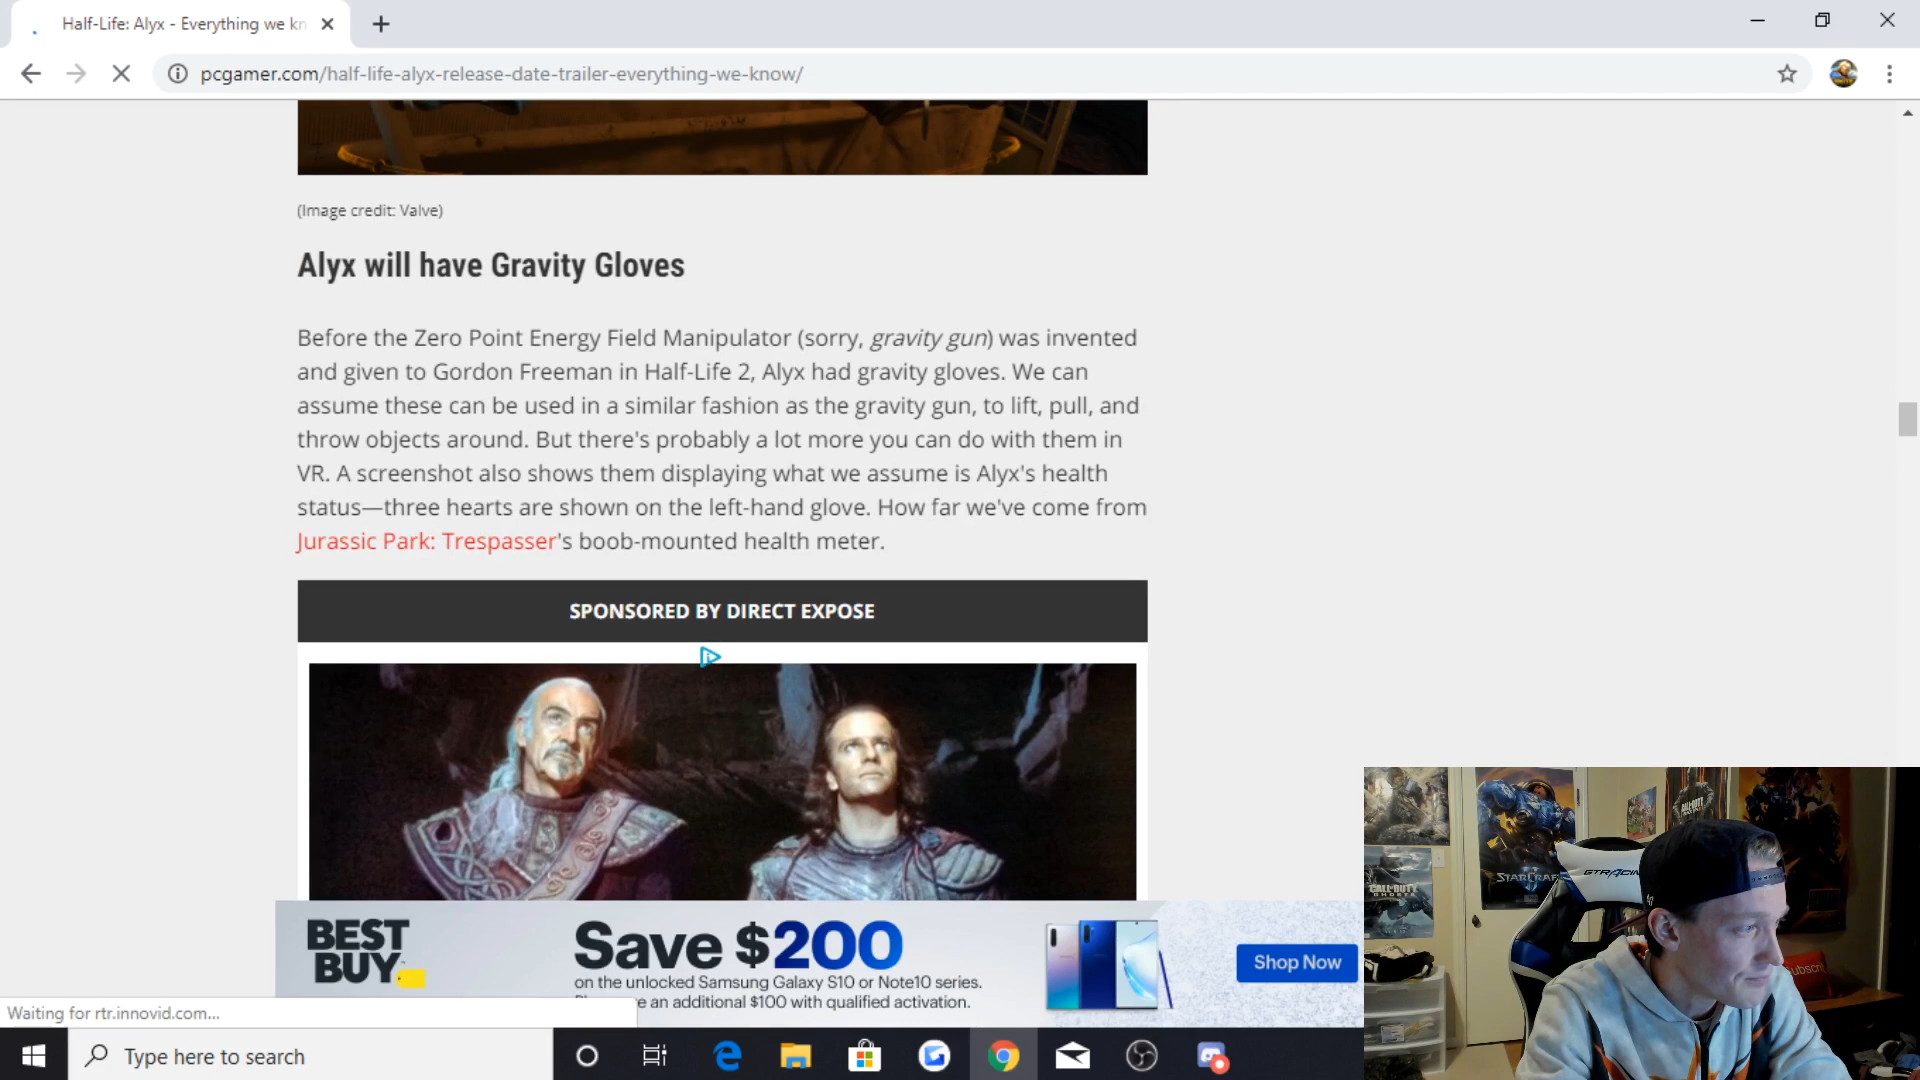 Half-Life: Alyx - Everything we kn
pcgamer.com/half-life-alyx-release-date-trailer-everything-we-know/
(Image credit: Valve)
Alyx will have Gravity Gloves
Before the Zero Point Energy Field Manipulator (sorry, gravity gun) was invented
and given to Gordon Freeman in Half-Life 2, Alyx had gravity gloves. We can
assume these can be used in a similar fashion as the gravity gun, to lift, pull, and
throw objects around. But there's probably a lot more you can do with them in
VR. A screenshot also shows them displaying what we assume is Alyx's health
status—three hearts are shown on the left-hand glove. How far we've come from
Jurassic Park: Trespasser's boob-mounted health meter.
SPONSORED BY DIRECT EXPOSE
BEST
BUY
Save $200
on the unlocked Samsung Galaxy S10 or Note10 series.
e an additional $100 with qualified activation.
Shop Now
Waiting for rtr.innovid.com...
Type here to search
CALL OF DUTY
GHOSTS
STARCRAF
GTRACIN